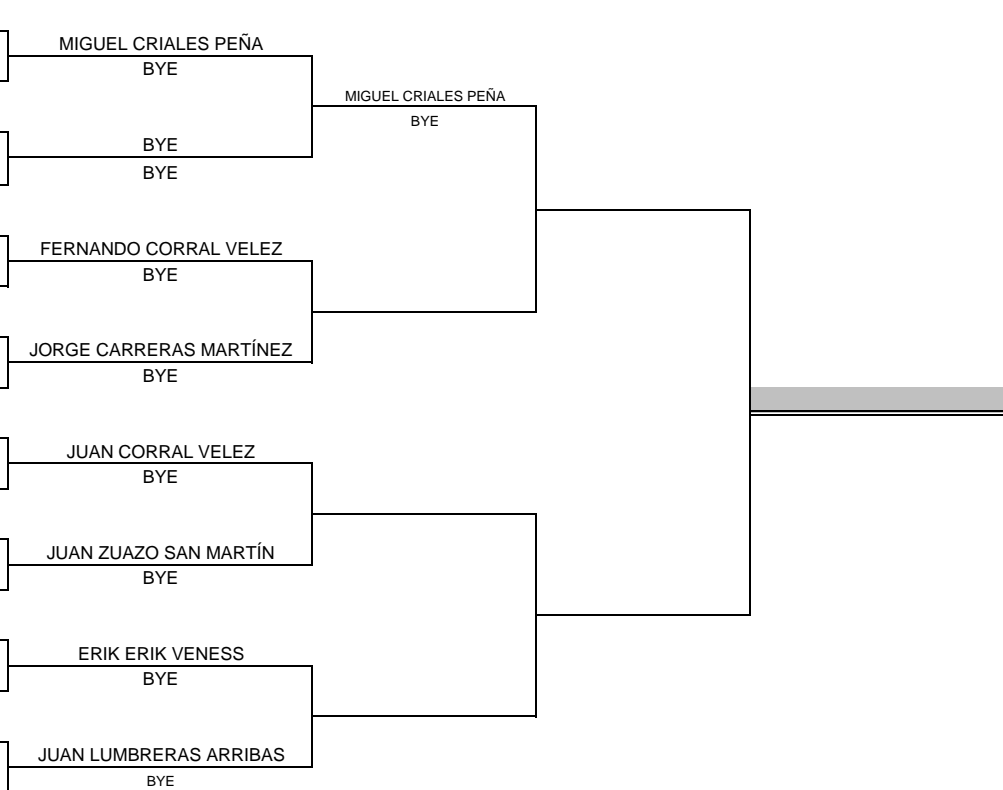 MIGUEL CRIALES PEÑA
BYE
MIGUEL CRIALES PEÑA
BYE
BYE
BYE
FERNANDO CORRAL VELEZ
BYE
JORGE CARRERAS MARTÍNEZ
BYE
JUAN CORRAL VELEZ
BYE
JUAN ZUAZO SAN MARTÍN
BYE
ERIK ERIK VENESS
BYE
JUAN LUMBRERAS ARRIBAS
BYE